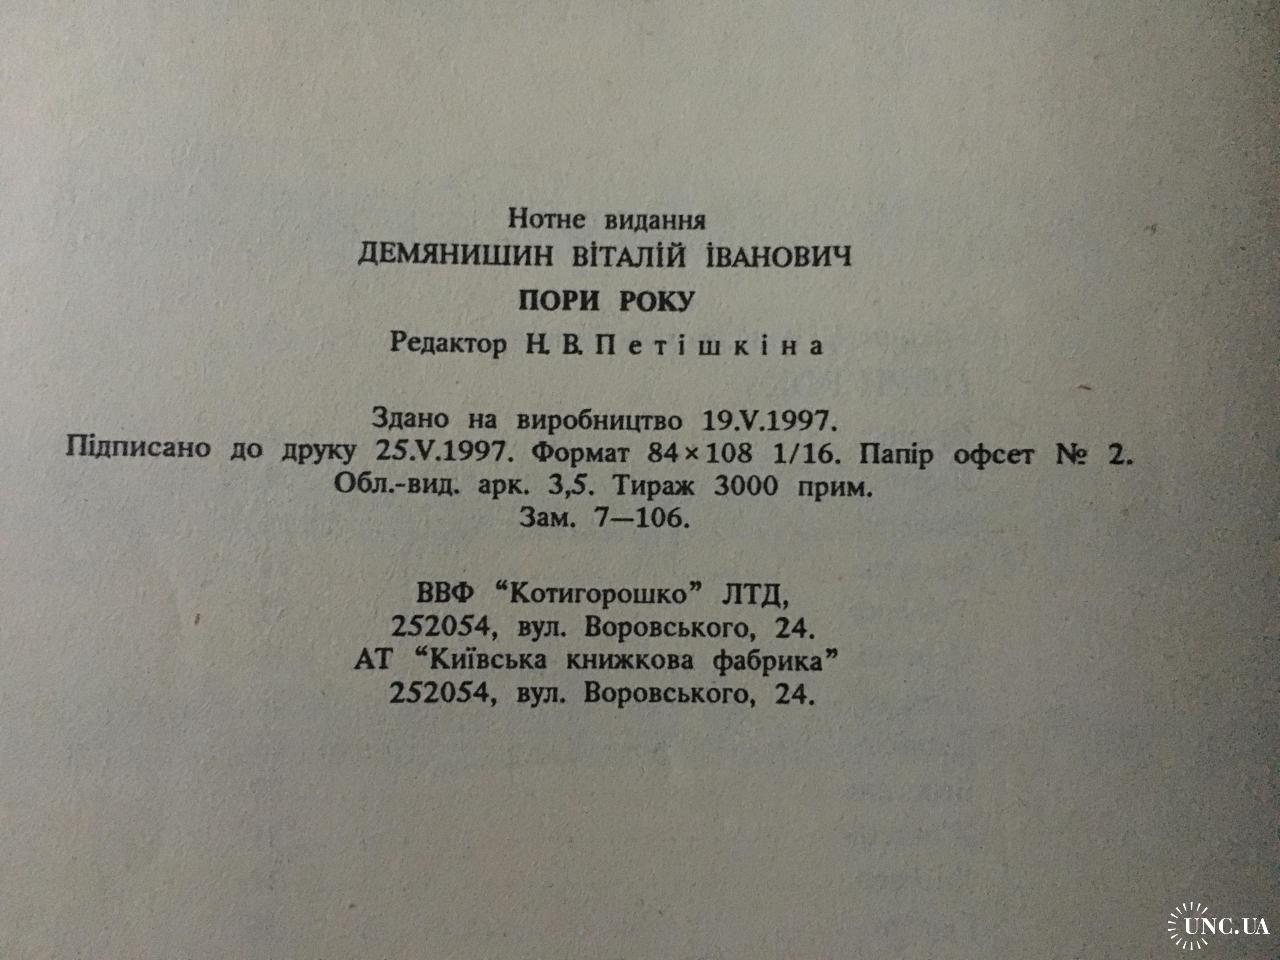 Нотне видання
ДЕМЯНИШИН ВІТАЛІЙ ІВАНОВИЧ
ПОРИ РОКУ
Редактор Н. В. П е т і ш к і н а
Здано на виробництво 19.V.1997.
Підписано до друку 25.V.1997. Формат 84×108 1/16. Папір офсет № 2.
Обл.-вид. арк. 3,5. Тираж 3000 прим.
Зам. 7—106.
ВВФ “Котигорошко” ЛТД,
252054, вул. Воровського, 24.
АТ “Київська книжкова фабрика”
252054, вул. Воровського, 24.
UNC.UA